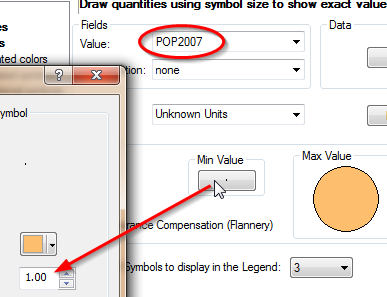 Draw quantities using symbol size to show exact value
es
s
ted colors
Fields
Data
Value:
POP2007
tion:
none
?
ymbol
Unknown Units
Min Value
Max Value
rance Compensation (Flannery)
1.00
Symbols to display in the Legend:
3